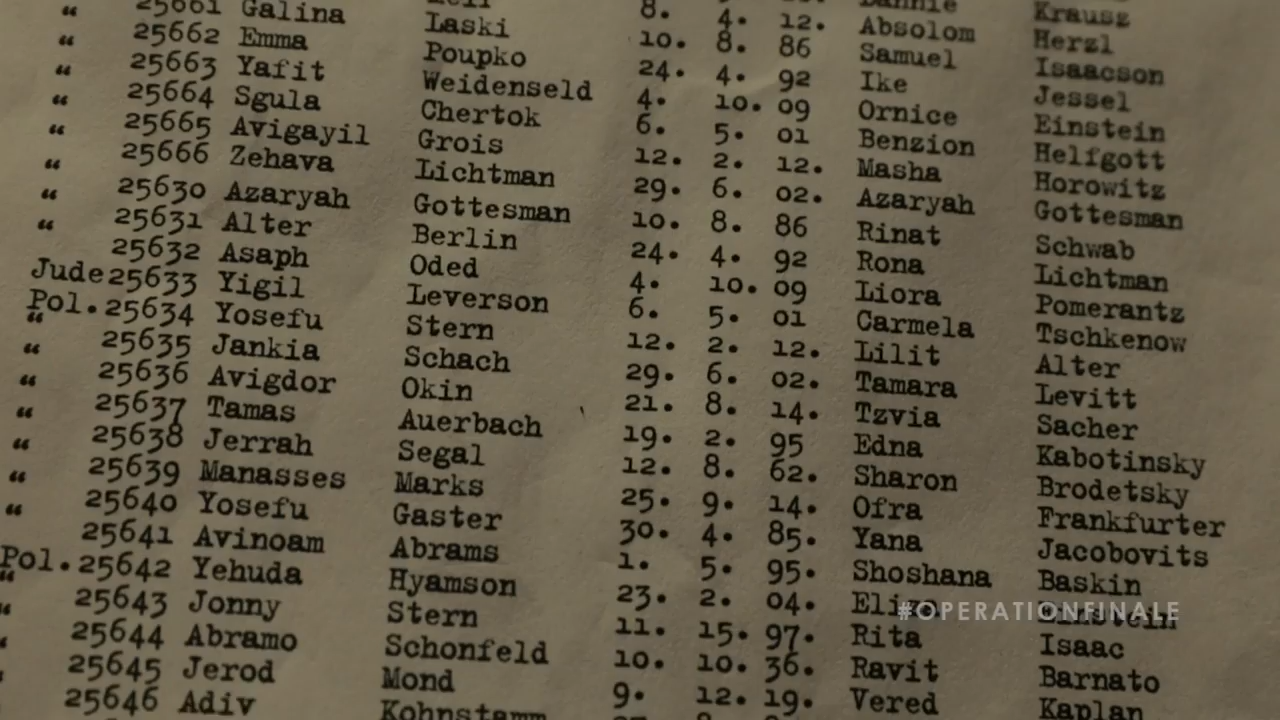 8. 4. 12. Absolom Herzl
“ 25661 Galina Laski 10. 8. 86 Samuel Isaacson
“ 25662 Emma Poupko 24. 4. 92 Ike Jessel
“ 25663 Yafit Weidenseld 4. 10. 09 Ornice Einstein
“ 25664 Sgula Chertok 6. 5. 01 Benzion Helfgott
“ 25665 Avigayil Grois 12. 2. 12. Masha Horowitz
“ 25666 Zehava Lichtman 29. 6. 02. Azaryah Gottesman
“ 25630 Azaryah Gottesman 10. 8. 86 Rinat Schwab
“ 25631 Alter Berlin 24. 4. 92 Rona Lichtman
25632 Asaph Oded 4. 10. 09 Liora Pomerantz
Jude 25633 Yigil Leverson 6. 5. 01 Carmela Tschkenow
Pol. 25634 Yosefu Stern 12. 2. 12. Lilit Alter
“ 25635 Jankia Schach 29. 6. 02. Tamara Levitt
“ 25636 Avigdor Okin 21. 8. 14. Tzvia Sacher
“ 25637 Tamas Auerbach 19. 2. 95 Edna Kabotinsky
“ 25638 Jerrah Segal 12. 8. 62. Sharon Brodetsky
“ 25639 Manasses Marks 25. 9. 14. Ofra Frankfurter
“ 25640 Yosefu Gaster 30. 4. 85. Yana Jacobovits
“ 25641 Avinoam Abrams 1. 5. 95. Shoshana Baskin
Pol. 25642 Yehuda Hyamson 23. 2. 04. Einstein
“ 25643 Jonny Stern 11. 15. 97. Rita Isaac
“ 25644 Abramo Schonfeld 10. 10. 36. Ravit Barnato
“ 25645 Jerod Mond 9. 12. 19. Vered Kaplan
25646 Adiv Kohnstamm
#OPERATIONFINALE